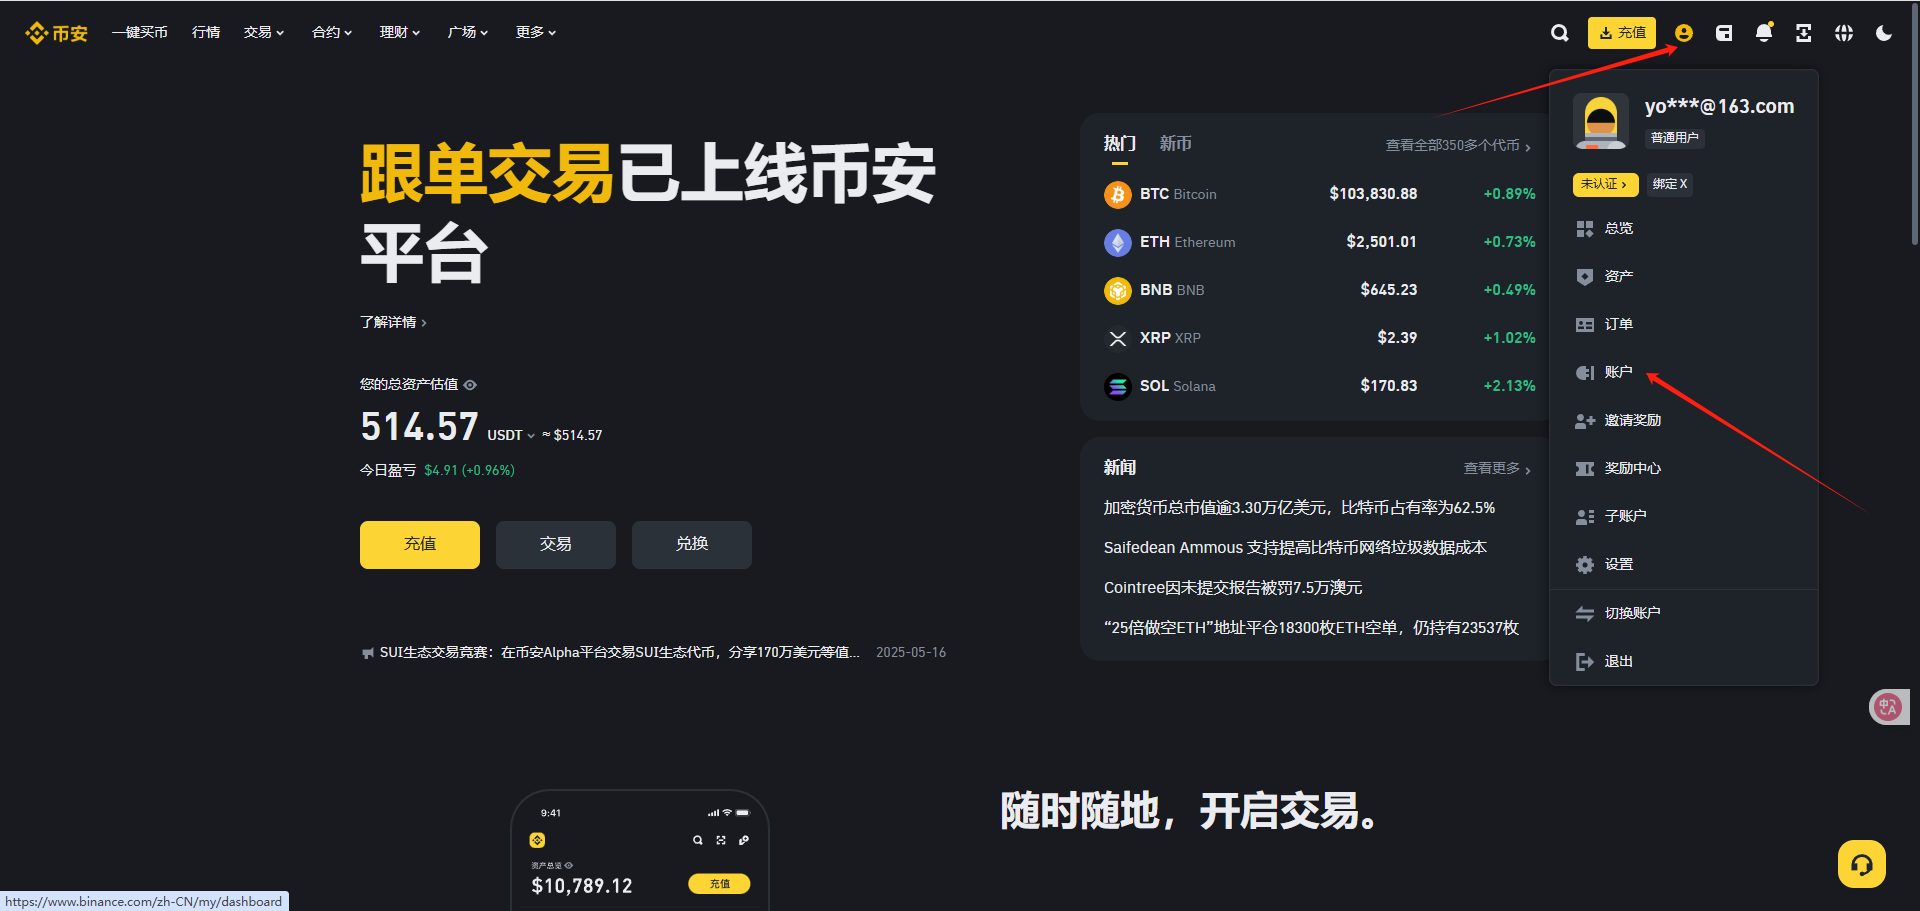 币安
一键买币
行情
交易
合约
理财
广场
更多
充值
yo***@163.com
普通用户
未认证
绑定 X
总览
资产
订单
账户
邀请奖励
奖励中心
子账户
设置
切换账户
退出
跟单交易已上线币安
平台
了解详情
您的总资产估值
514.57 USDT ≈ $514.57
今日盈亏 $4.91 (+0.96%)
充值
交易
兑换
SUI生态交易竞赛：在币安Alpha平台交易SUI生态代币，分享170万美元等值... 2025-05-16
热门
新币
查看全部350多个代币
BTC Bitcoin $103,830.88 +0.89%
ETH Ethereum $2,501.01 +0.73%
BNB BNB $645.23 +0.49%
XRP XRP $2.39 +1.02%
SOL Solana $170.83 +2.13%
新闻
查看更多
加密货币总市值逾3.30万亿美元，比特币占有率为62.5%
Saifedean Ammous 支持提高比特币网络垃圾数据成本
Cointree因未提交报告被罚7.5万澳元
“25倍做空ETH”地址平仓18300枚ETH空单，仍持有23537枚
中A
9:41
资产总览
$10,789.12
充值
随时随地，开启交易。
https://www.binance.com/zh-CN/my/dashboard